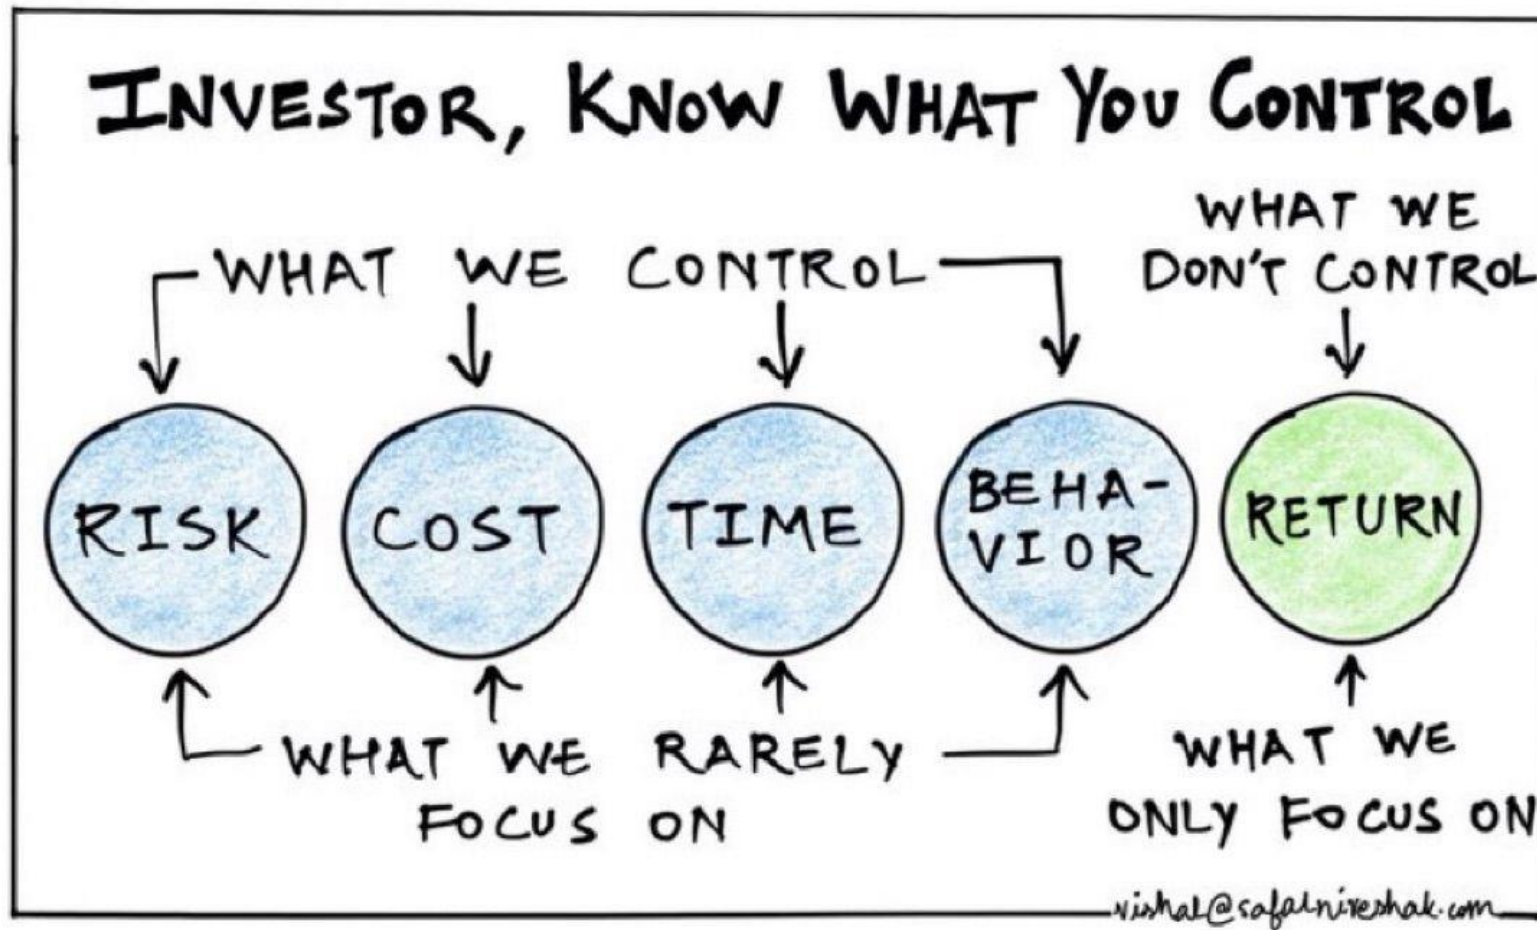 INVESTOR, KNOW WHAT YOU CONTROL
WHAT WE CONTROL
WHAT WE
DON'T CONTROL
RISK
COST
TIME
BEHA-
VIOR
RETURN
WHAT WE RARELY
FOCUS ON
WHAT WE
ONLY FOCUS ON
vishal@safalniveshak.com